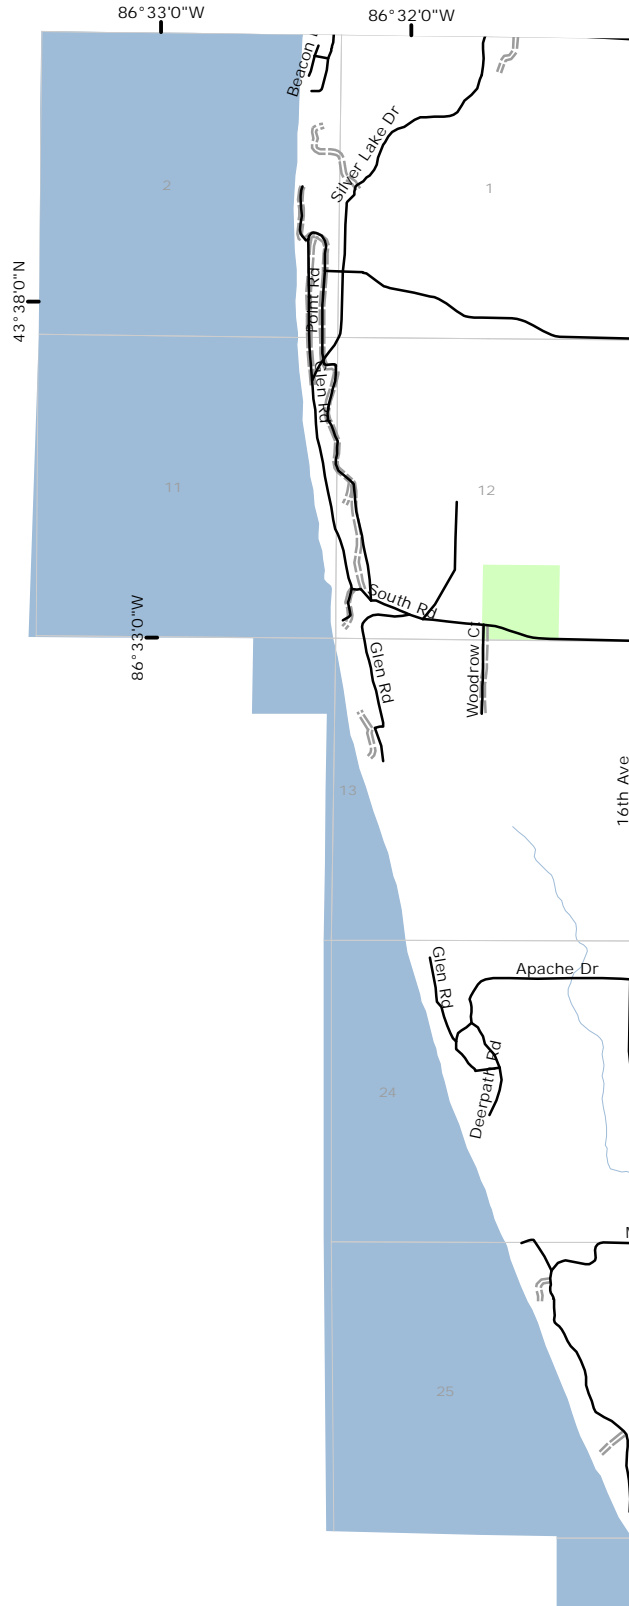 86°33'0"W
86°32'0"W
Beacon
Silver Lake Dr
2
1
43°38'0"N
Point Rd
Glen Rd
11
12
South Rd
86°33'0"W
Woodrow Ct
Glen Rd
13
16th Ave
Glen Rd
Apache Dr
Deerpath Rd
24
25